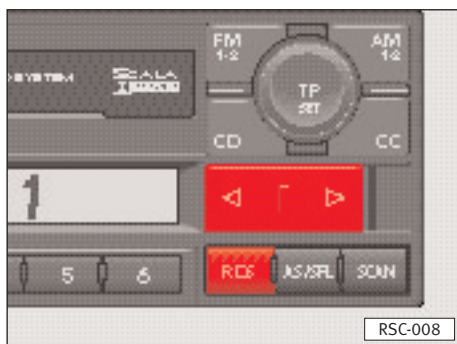 FM AM
1-2 1-2
SYSTEM SCALA
TP
SET
CD CC
1
5 6 RDS AS/SFL SCAN
RSC-008